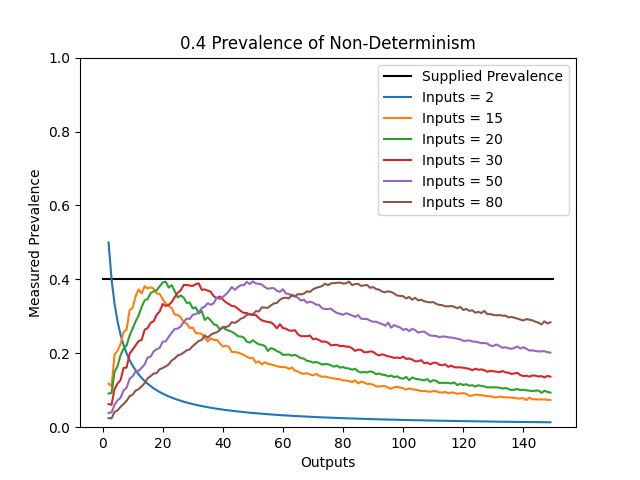 0.4 Prevalence of Non-Determinism
1.0
0.8
0.6
0.4
0.2
0.0
Measured Prevalence
Supplied Prevalence
Inputs = 2
Inputs = 15
Inputs = 20
Inputs = 30
Inputs = 50
Inputs = 80
0 20 40 60 80 100 120 140
Outputs